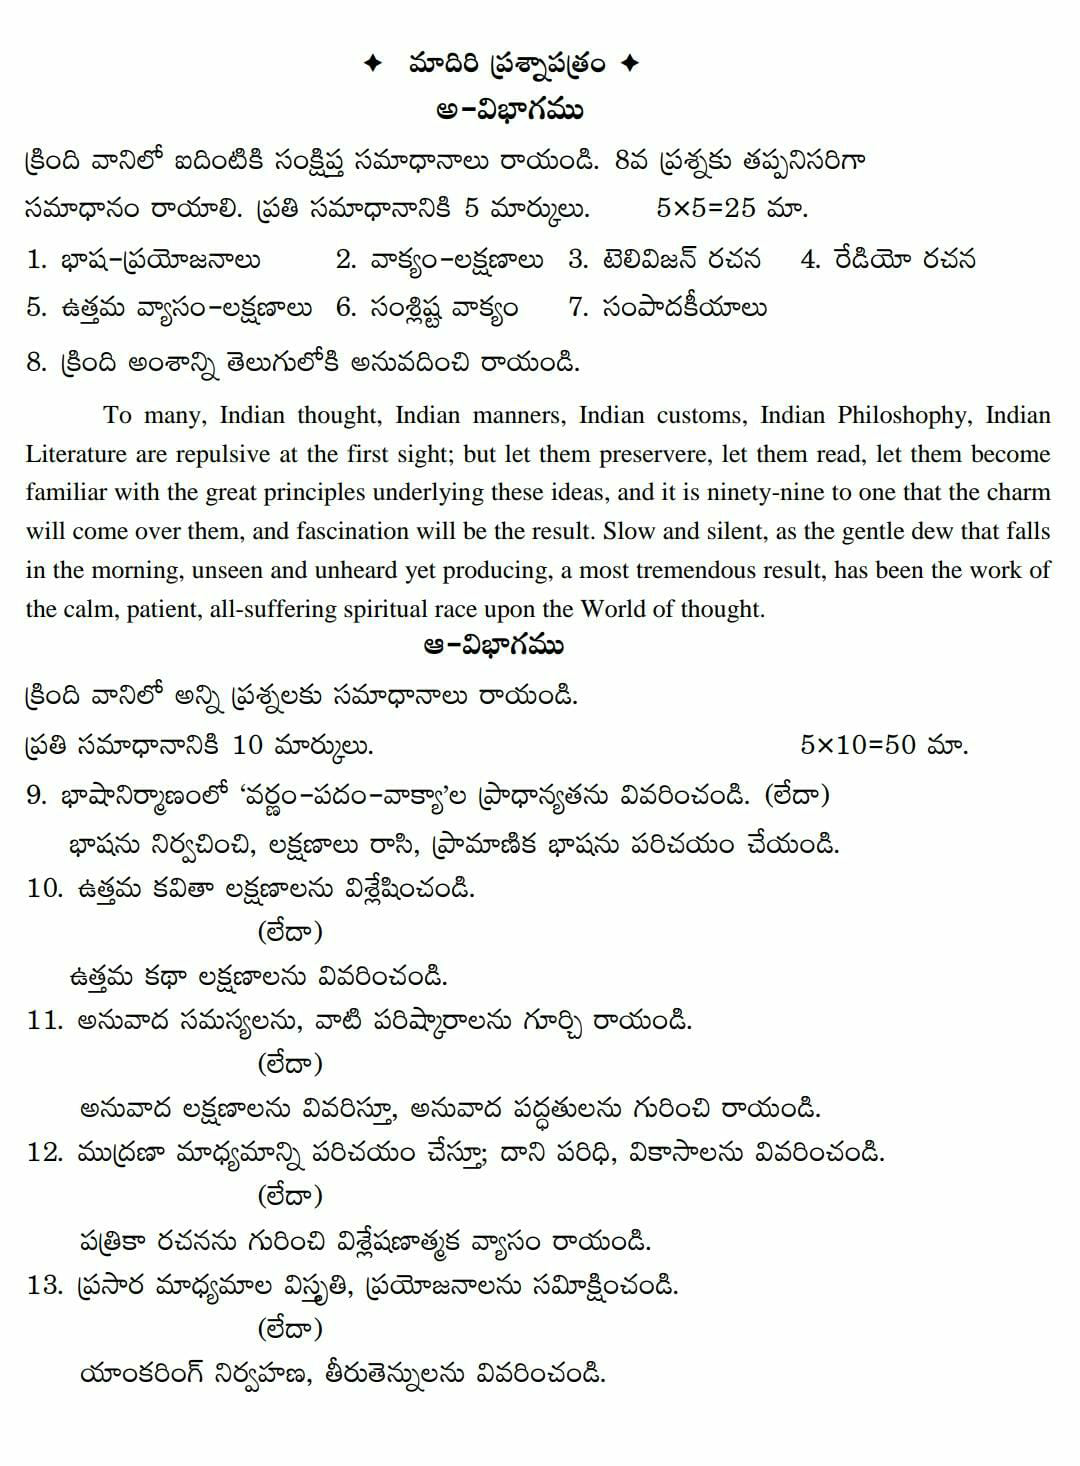 ✦ మాదిరి ప్రశ్నాపత్రం ✦
అ-విభాగము
క్రింది వానిలో ఐదింటికి సంక్షిప్త సమాధానాలు రాయండి. 8వ ప్రశ్నకు తప్పనిసరిగా
సమాధానం రాయాలి. ప్రతి సమాధానానికి 5 మార్కులు. 5×5=25 మా.
1. భాష-ప్రయోజనాలు 2. వాక్యం-లక్షణాలు 3. టెలివిజన్ రచన 4. రేడియో రచన
5. ఉత్తమ వ్యాసం-లక్షణాలు 6. సంశ్లిష్ట వాక్యం 7. సంపాదకీయాలు
8. క్రింది అంశాన్ని తెలుగులోకి అనువదించి రాయండి.
To many, Indian thought, Indian manners, Indian customs, Indian Philoshophy, Indian
Literature are repulsive at the first sight; but let them preservere, let them read, let them become
familiar with the great principles underlying these ideas, and it is ninety-nine to one that the charm
will come over them, and fascination will be the result. Slow and silent, as the gentle dew that falls
in the morning, unseen and unheard yet producing, a most tremendous result, has been the work of
the calm, patient, all-suffering spiritual race upon the World of thought.
ఆ-విభాగము
క్రింది వానిలో అన్ని ప్రశ్నలకు సమాధానాలు రాయండి.
ప్రతి సమాధానానికి 10 మార్కులు. 5×10=50 మా.
9. భాషానిర్మాణంలో ‘వర్ణం-పదం-వాక్యా’ల ప్రాధాన్యతను వివరించండి. (లేదా)
భాషను నిర్వచించి, లక్షణాలు రాసి, ప్రామాణిక భాషను పరిచయం చేయండి.
10. ఉత్తమ కవితా లక్షణాలను విశ్లేషించండి.
(లేదా)
ఉత్తమ కథా లక్షణాలను వివరించండి.
11. అనువాద సమస్యలను, వాటి పరిష్కారాలను గూర్చి రాయండి.
(లేదా)
అనువాద లక్షణాలను వివరిస్తూ, అనువాద పద్ధతులను గురించి రాయండి.
12. ముద్రణా మాధ్యమాన్ని పరిచయం చేస్తూ; దాని పరిధి, వికాసాలను వివరించండి.
(లేదా)
పత్రికా రచనను గురించి విశ్లేషణాత్మక వ్యాసం రాయండి.
13. ప్రసార మాధ్యమాల విస్తృతి, ప్రయోజనాలను సమీక్షించండి.
(లేదా)
యాంకరింగ్ నిర్వహణ, తీరుతెన్నులను వివరించండి.